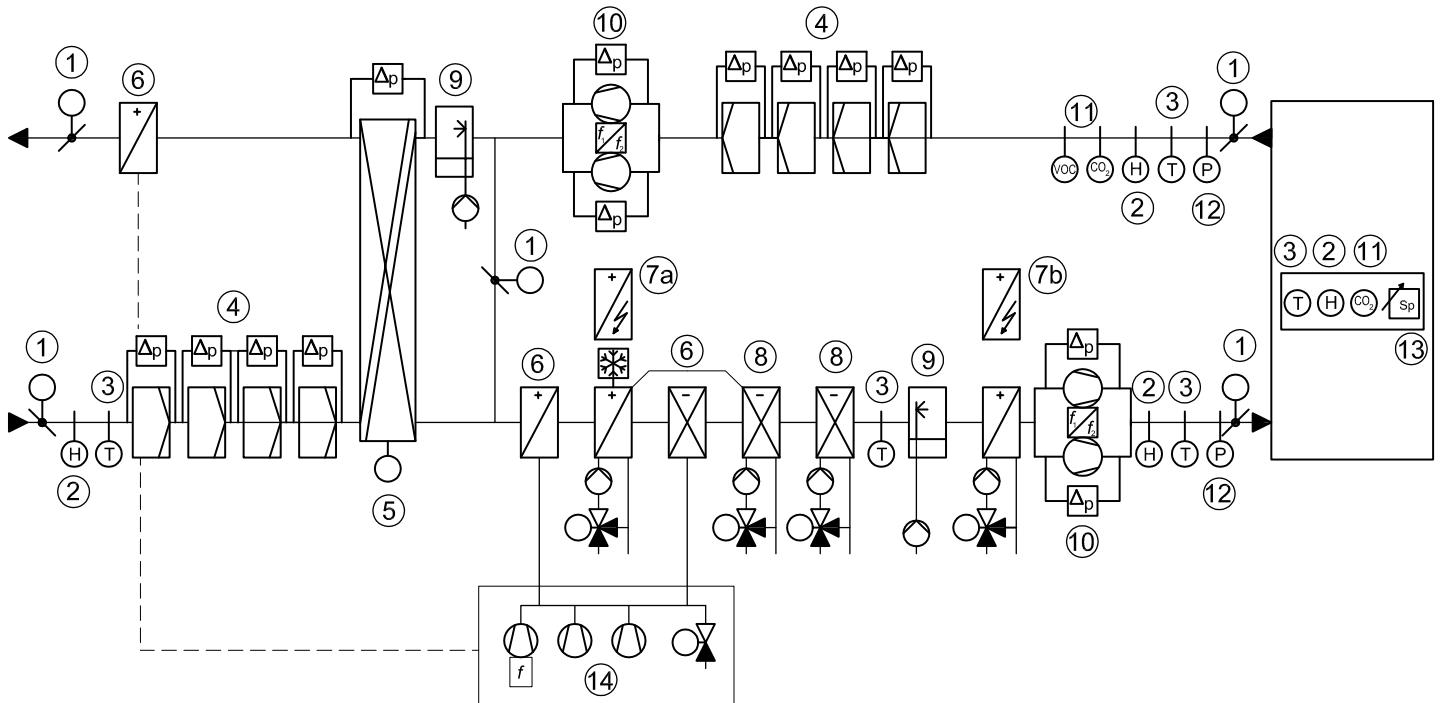 10 4
1 6 Δp 9 Δp Δp Δp Δp Δp 11 3 1
+ f₁ f₂ VOC CO₂ H T P
Δp 2 12
1 7a 7b 3 2 11
4 + + T H CO₂ Sp
1 3 Δp Δp Δp Δp 6 6 8 8 3 9 Δp 1 13
+ + - - - + f₁ f₂ 2 3
H T T H T P
2 5 Δp 12
10
f 14